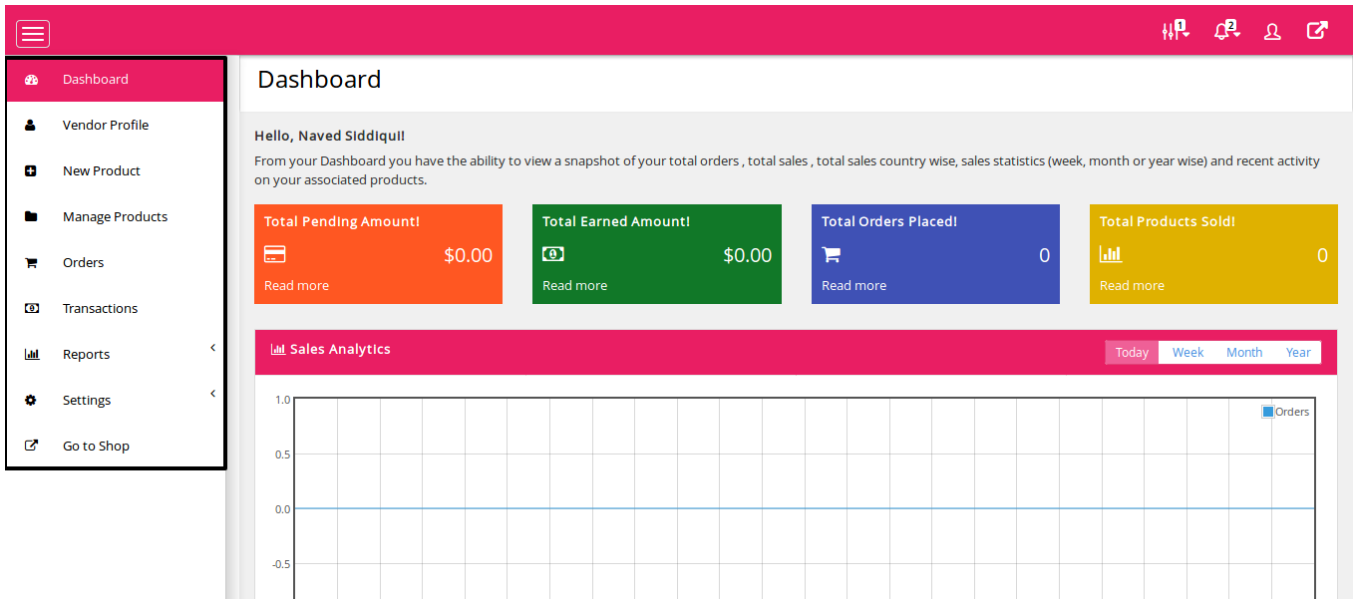 1
2
Dashboard
Vendor Profile
New Product
Manage Products
Orders
Transactions
Reports
Settings
Go to Shop
Dashboard
Hello, Naved Siddiqui!
From your Dashboard you have the ability to view a snapshot of your total orders , total sales , total sales country wise, sales statistics (week, month or year wise) and recent activity
on your associated products.
Total Pending Amount!
$0.00
Read more
Total Earned Amount!
$0.00
Read more
Total Orders Placed!
0
Read more
Total Products Sold!
0
Read more
Sales Analytics
Today Week Month Year
1.0
Orders
0.5
0.0
-0.5